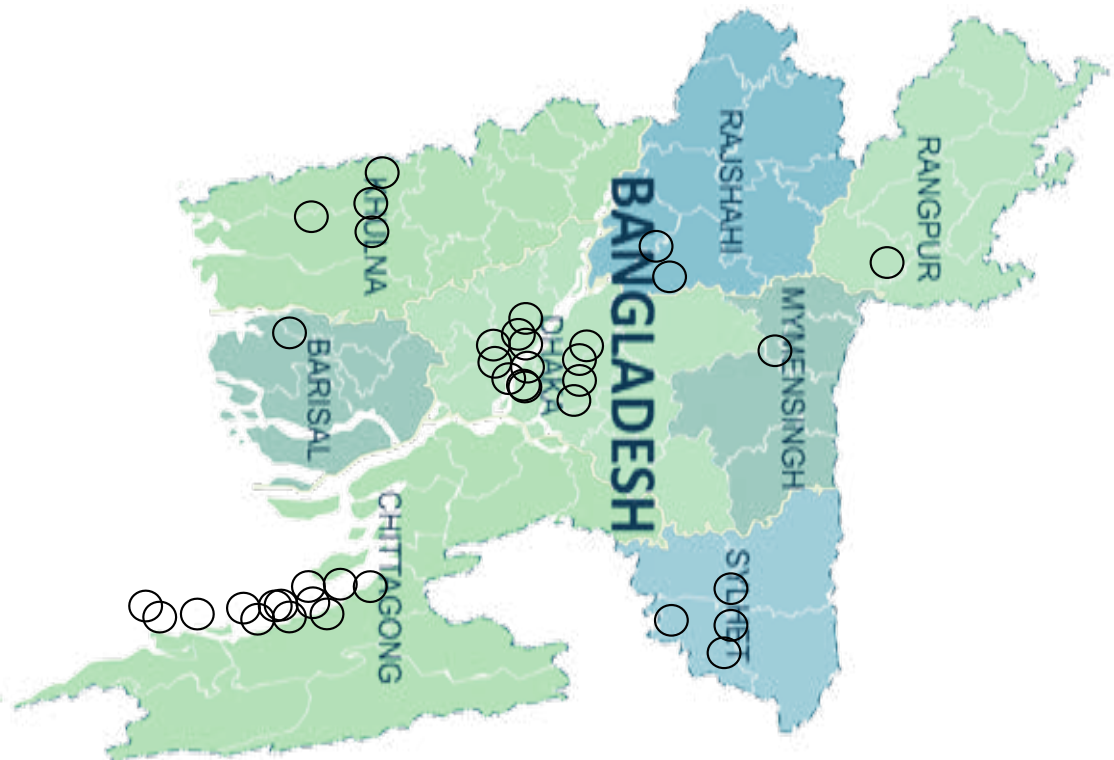 RANGPUR
RAJSHAHI
MYMENSINGH
SYLHET
BANGLADESH
DHAKA
KHULNA
BARISAL
CHITTAGONG